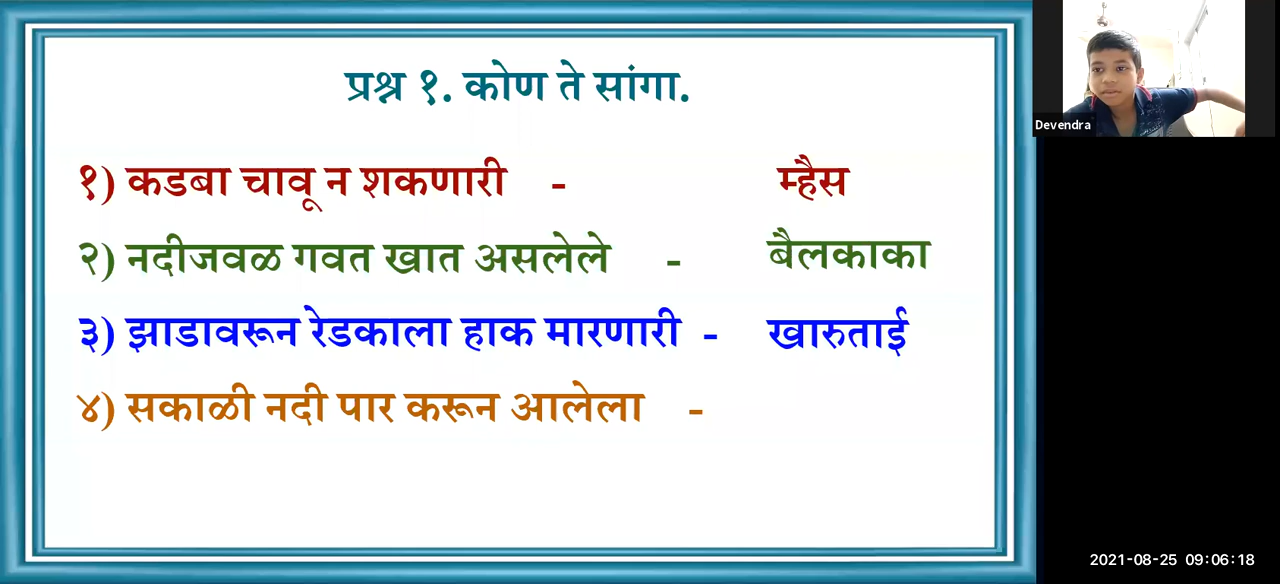 प्रश्न १. कोण ते सांगा.
१) कडबा चावू न शकणारी - म्हैस
२) नदीजवळ गवत खात असलेले - बैलकाका
३) झाडावरून रेडकाला हाक मारणारी - खारुताई
४) सकाळी नदी पार करून आलेला -
Devendra
2021-08-25 09:06:18